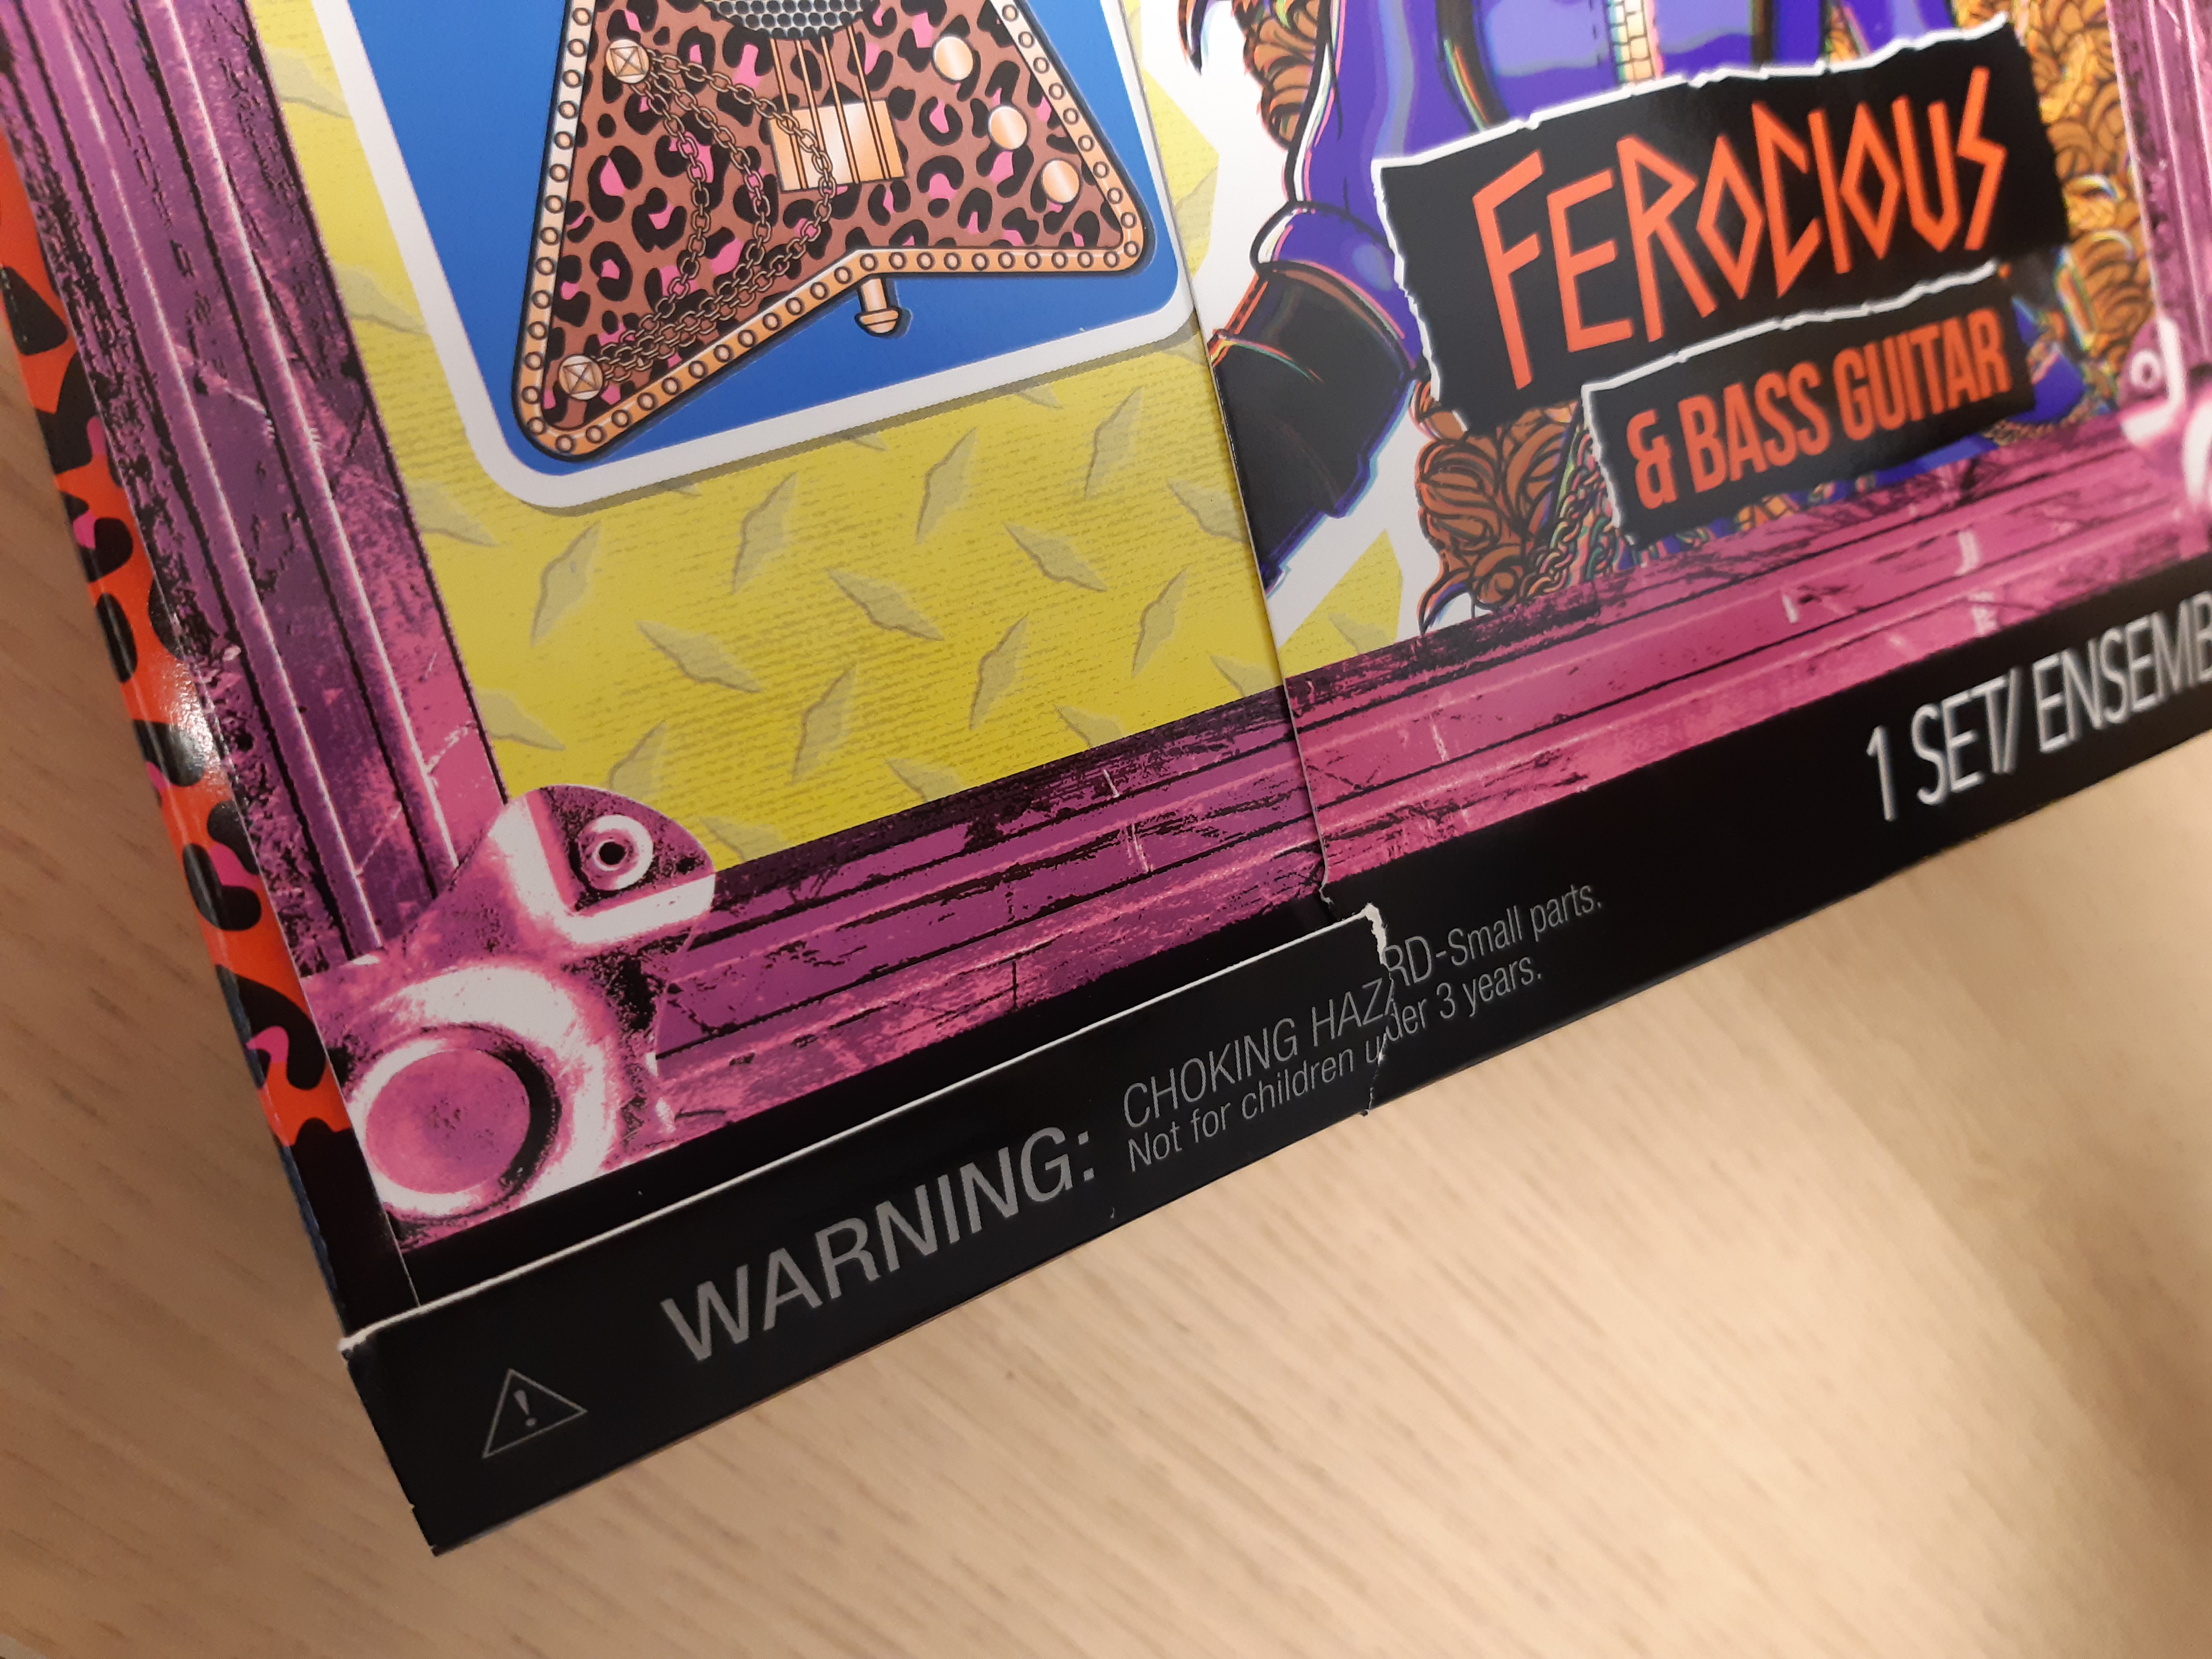 FEROCIOUS
& BASS GUITAR
1 SET/ ENSEMB
WARNING:
CHOKING HAZARD-Small parts.
Not for children under 3 years.